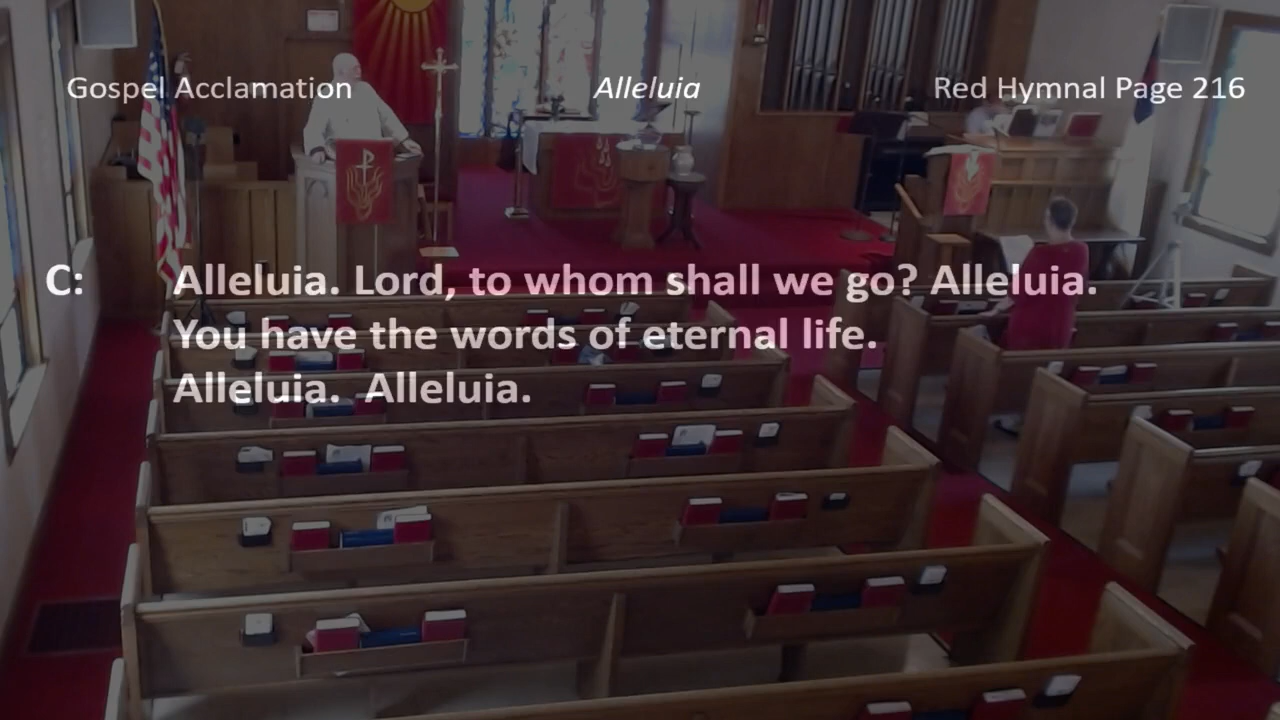 Gospel Acclamation Alleluia Red Hymnal Page 216
C: Alleluia. Lord, to whom shall we go? Alleluia.
You have the words of eternal life.
Alleluia. Alleluia.